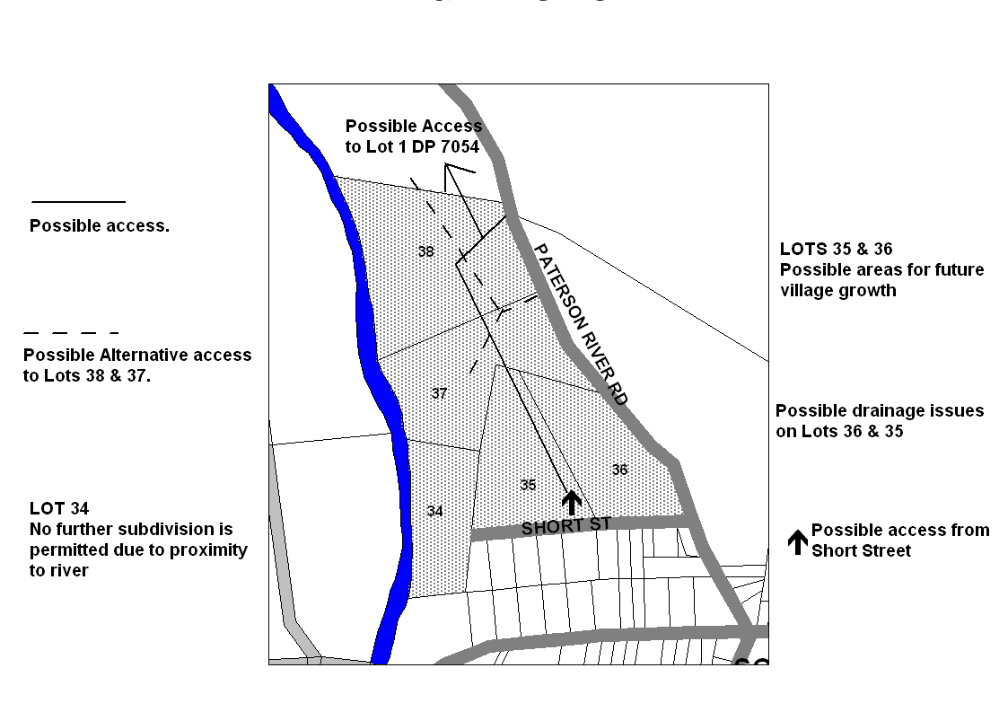 Possible Access
to Lot 1 DP 7054
Possible access.
38
PATERSON RIVER RD
LOTS 35 & 36
Possible areas for future
village growth
Possible Alternative access
to Lots 38 & 37.
37
Possible drainage issues
on Lots 36 & 35
36
35
34
SHORT ST
LOT 34
No further subdivision is
permitted due to proximity
to river
Possible access from
Short Street